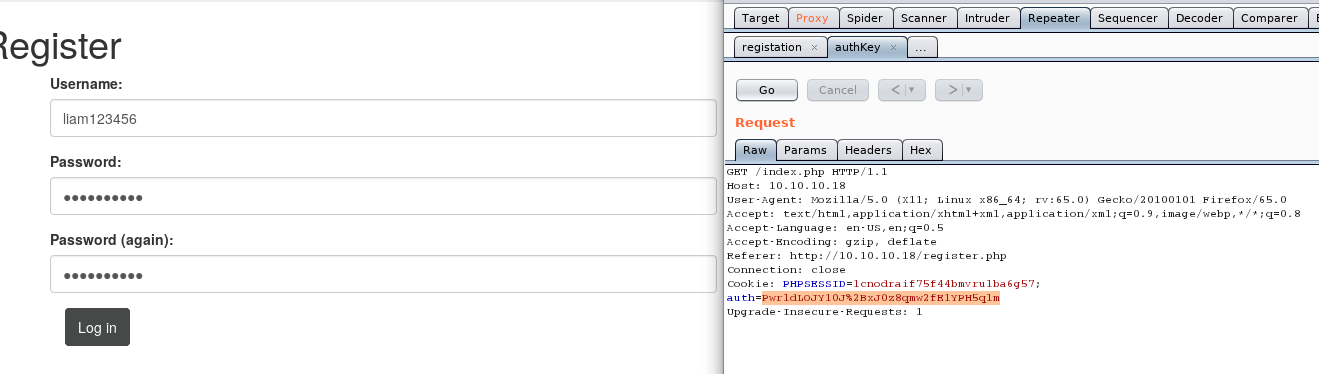 Register
Username:
liam123456
Password:
Password (again):
Log in
Target Proxy Spider Scanner Intruder Repeater Sequencer Decoder Comparer
registation × authKey × ...
Go Cancel < ▼ > ▼
Request
Raw Params Headers Hex
GET /index.php HTTP/1.1
Host: 10.10.10.18
User-Agent: Mozilla/5.0 (X11; Linux x86_64; rv:65.0) Gecko/20100101 Firefox/65.0
Accept: text/html,application/xhtml+xml,application/xml;q=0.9,image/webp,*/*;q=0.8
Accept-Language: en-US,en;q=0.5
Accept-Encoding: gzip, deflate
Referer: http://10.10.10.18/register.php
Connection: close
Cookie: PHPSESSID=1cnodraif75f44bmvrulba6g57;
auth=Pwr1dLOJY10J%2BxJ0z8qmw2fE1YPH5q1m
Upgrade-Insecure-Requests: 1